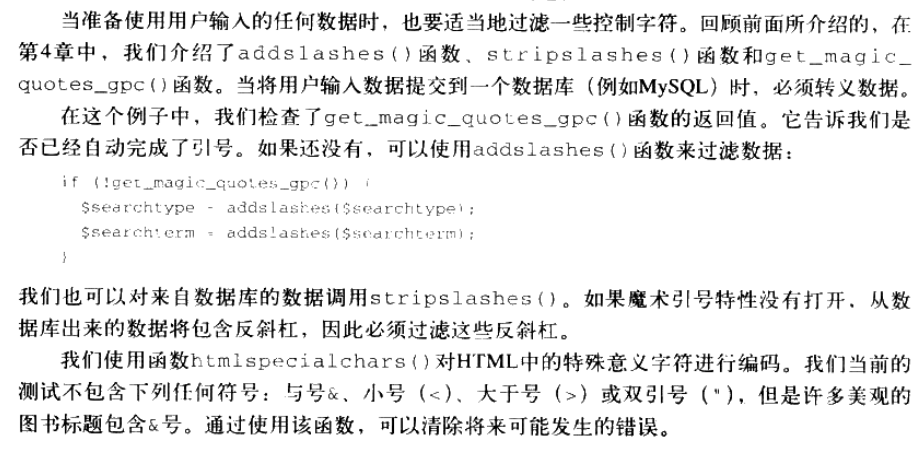 当准备使用用户输入的任何数据时，也要适当地过滤一些控制字符。回顾前面所介绍的，在
第4章中，我们介绍了addslashes()函数、stripslashes()函数和get_magic_
quotes_gpc()函数。当将用户输入数据提交到一个数据库（例如MySQL）时，必须转义数据。
在这个例子中，我们检查了get_magic_quotes_gpc()函数的返回值。它告诉我们是
否已经自动完成了引号。如果还没有，可以使用addslashes()函数来过滤数据：
if (!get_magic_quotes_gpc()) {
$searchtype = addslashes($searchtype);
$searchterm = addslashes($searchterm);
}
我们也可以对来自数据库的数据调用stripslashes()。如果魔术引号特性没有打开，从数
据库出来的数据将包含反斜杠，因此必须过滤这些反斜杠。
我们使用函数htmlspecialchars()对HTML中的特殊意义字符进行编码。我们当前的
测试不包含下列任何符号：与号&、小号（<）、大于号（>）或双引号（"），但是许多美观的
图书标题包含&号。通过使用该函数，可以清除将来可能发生的错误。